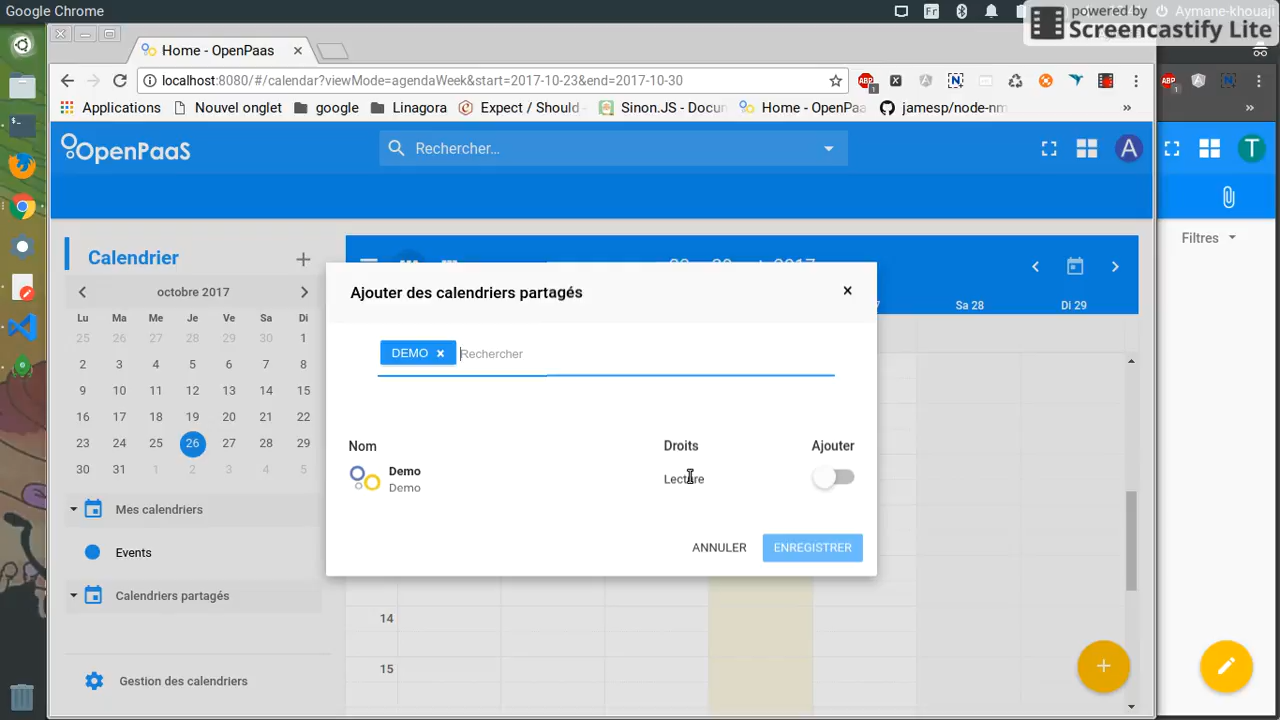 Google Chrome
Fr
Aymane-khouaji
powered by
Screencastify Lite
Home - OpenPaas
localhost:8080/#/calendar?viewMode=agendaWeek&start=2017-10-23&end=2017-10-30
Applications
Nouvel onglet
google
Linagora
Expect / Should -
Sinon.JS - Docu
Home - OpenPaa
jamesp/node-nm
OpenPaaS
Rechercher...
A
T
Filtres
Calendrier
octobre 2017
Lu Ma Me Je Ve Sa Di
25 26 27 28 29 30 1
2 3 4 5 6 7 8
9 10 11 12 13 14 15
16 17 18 19 20 21 22
23 24 25 26 27 28 29
30 31 1 2 3 4 5
Mes calendriers
Events
Calendriers partagés
Gestion des calendriers
Sa 28
Di 29
Ajouter des calendriers partagés
DEMO
Rechercher
Nom
Droits
Ajouter
Demo
Demo
Lecture
ANNULER
ENREGISTRER
14
15